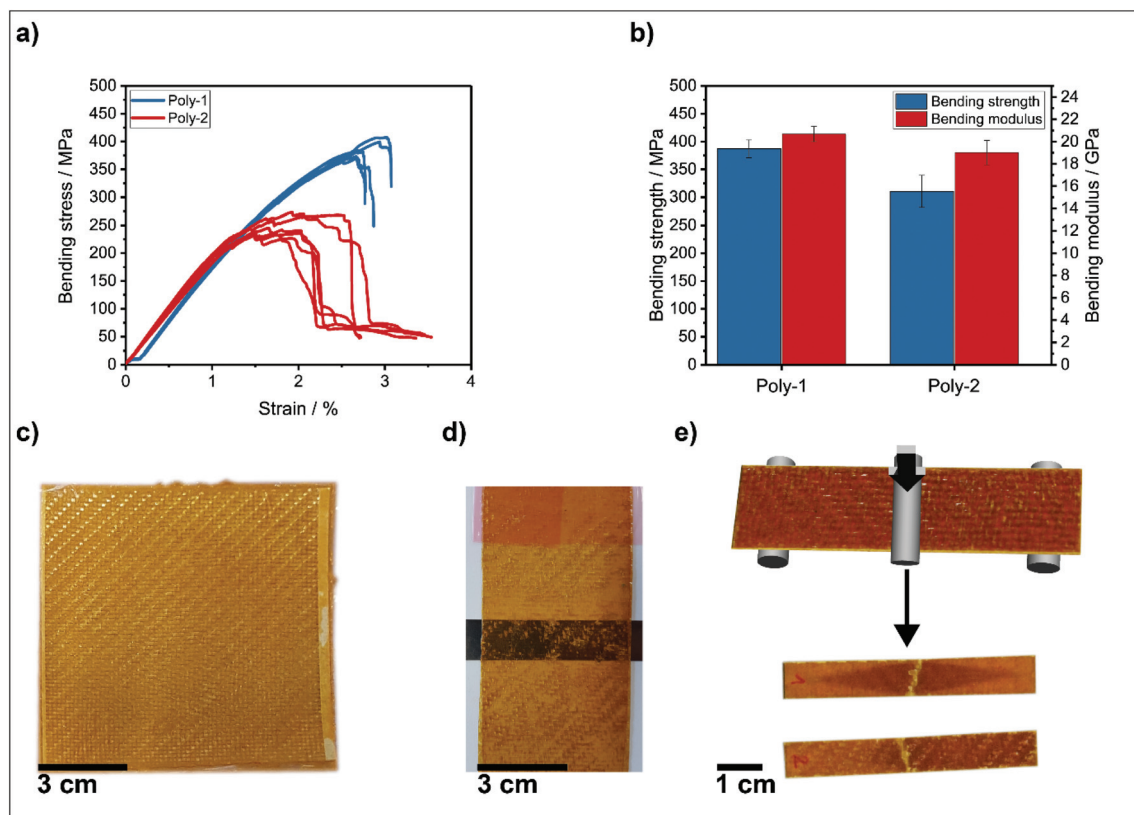 a)
500
450
400
350
300
250
200
150
100
50
0
Bending stress / MPa
Poly-1
Poly-2
0 1 2 3 4
Strain / %
b)
500
450
400
350
300
250
200
150
100
50
0
Bending strength / MPa
Bending strength
Bending modulus
24
22
20
18
16
14
12
10
8
6
4
2
0
Bending modulus / GPa
Poly-1 Poly-2
c)
3 cm
d)
3 cm
e)
1
2
1 cm